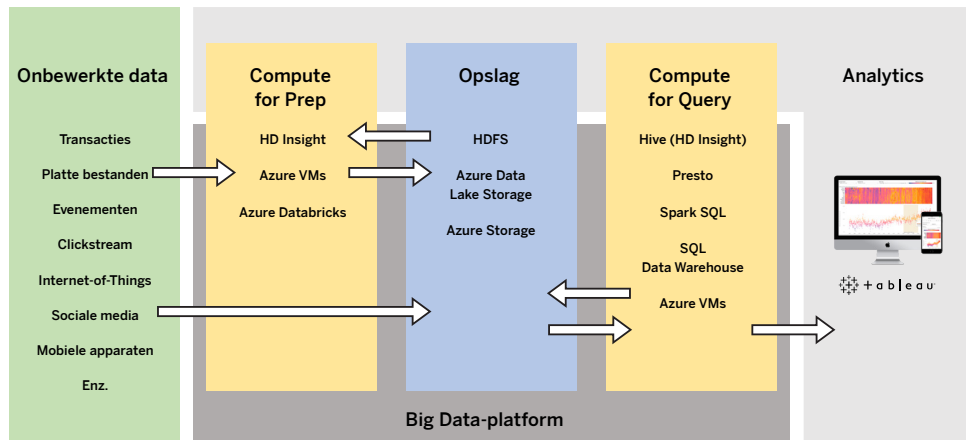 Onbewerkte data
Transacties
Platte bestanden
Evenementen
Clickstream
Internet-of-Things
Sociale media
Mobiele apparaten
Enz.
Compute
for Prep
HD Insight
Azure VMs
Azure Databricks
Opslag
HDFS
Azure Data
Lake Storage
Azure Storage
Compute
for Query
Hive (HD Insight)
Presto
Spark SQL
SQL
Data Warehouse
Azure VMs
Analytics
+ableau
Big Data-platform